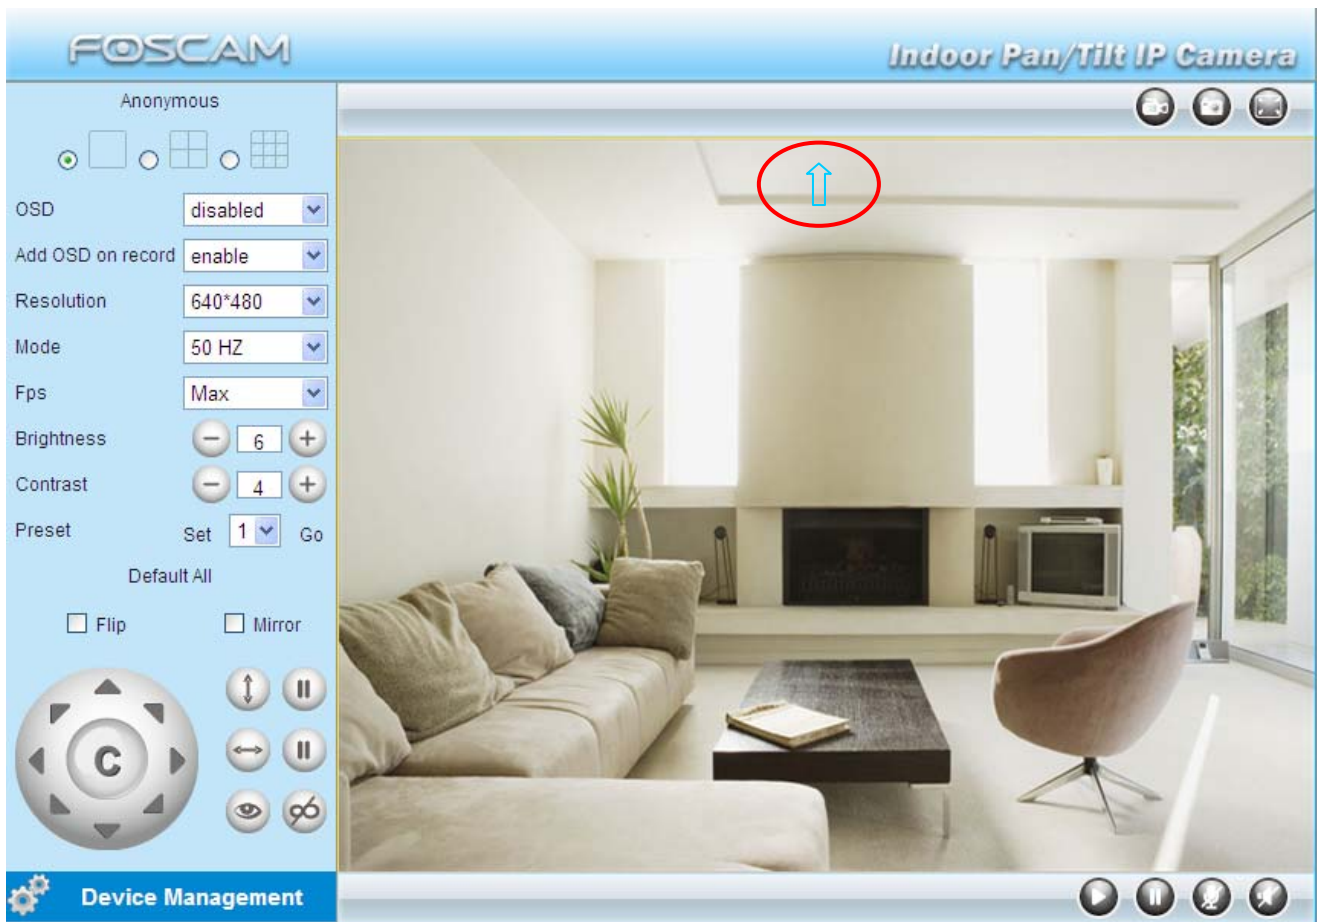 FOSCAM
Indoor Pan/Tilt IP Camera
Anonymous
OSD disabled
Add OSD on record enable
Resolution 640*480
Mode 50 HZ
Fps Max
Brightness 6
Contrast 4
Preset Set 1 Go
Default All
Flip Mirror
C
Device Management